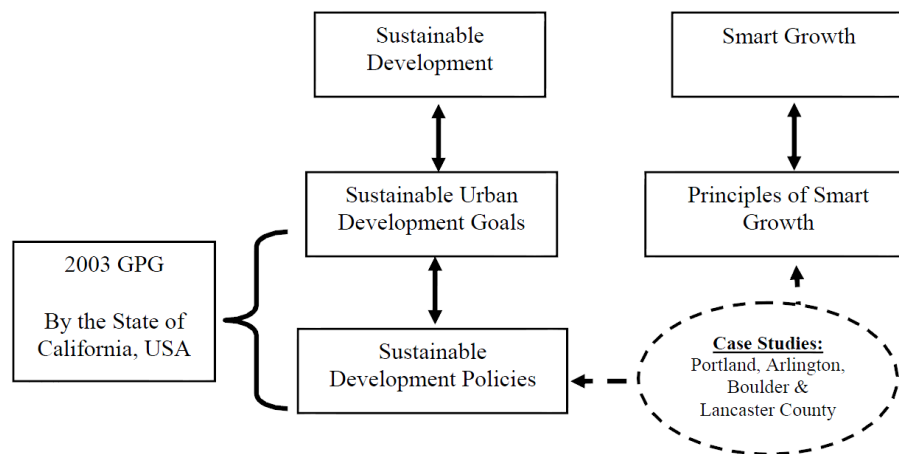 Sustainable
Development
Smart Growth
Sustainable Urban
Development Goals
Principles of Smart
Growth
2003 GPG
By the State of
California, USA
Sustainable
Development Policies
Case Studies:
Portland, Arlington,
Boulder &
Lancaster County